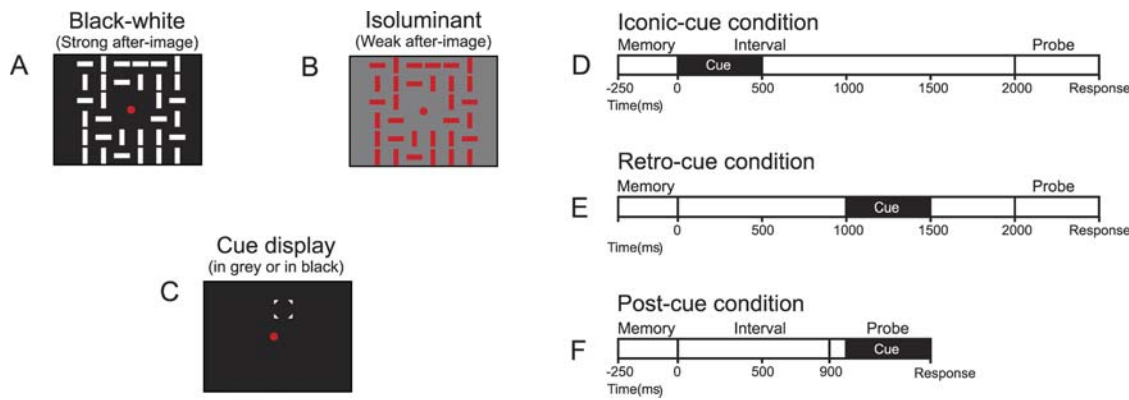 Black-white
(Strong after-image)
A
Isoluminant
(Weak after-image)
B
Cue display
(in grey or in black)
C
Iconic-cue condition
Memory Interval Probe
D
Cue
-250 0 500 1000 1500 2000 Response
Time(ms)
Retro-cue condition
Memory Probe
E
Cue
-250 0 500 1000 1500 2000 Response
Time(ms)
Post-cue condition
Memory Interval Probe
F
Cue
-250 0 500 900 Response
Time(ms)